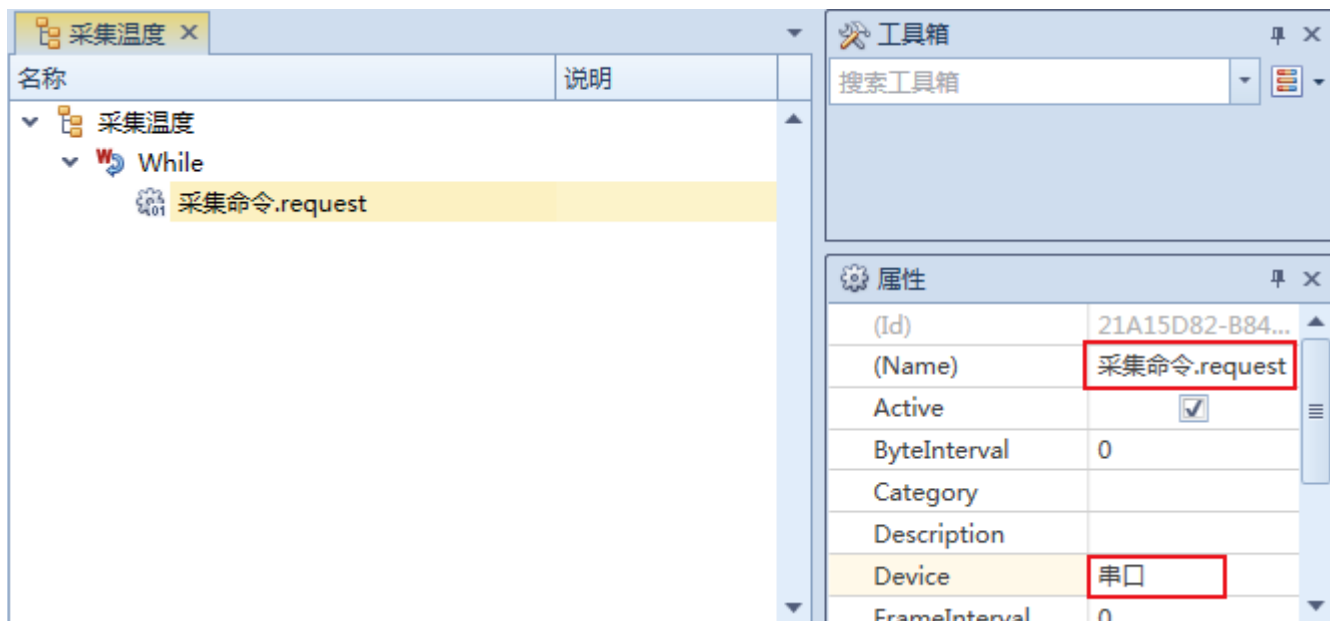 采集温度
名称 说明
采集温度
While
采集命令.request
工具箱
搜索工具箱
属性
(Id) 21A15D82-B84...
(Name) 采集命令.request
Active
ByteInterval 0
Category
Description
Device 串口
FrameInterval 0